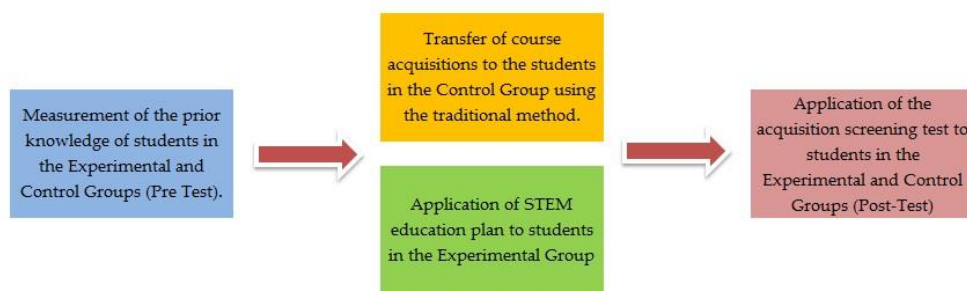 Measurement of the prior
knowledge of students in
the Experimental and
Control Groups (Pre Test).
Transfer of course
acquisitions to the students
in the Control Group using
the traditional method.
Application of STEM
education plan to students
in the Experimental Group
Application of the
acquisition screening test to
students in the
Experimental and Control
Groups (Post-Test)